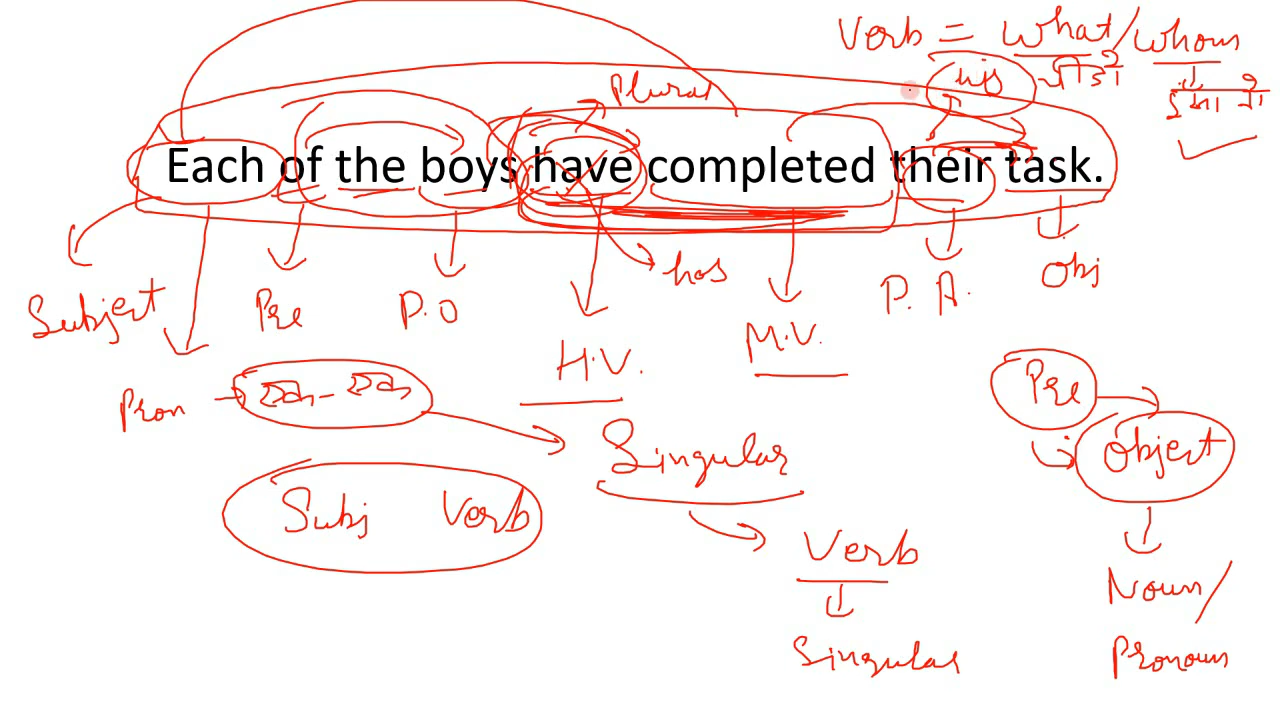 Verb = What/whom
his
Plural
Each of the boys have completed their task.
has
Subject Pre P.O H.V. M.V. P.A. Obj
Pron
Singular
Pre
Object
Subj Verb
Verb
Singular
Noun/
Pronoun